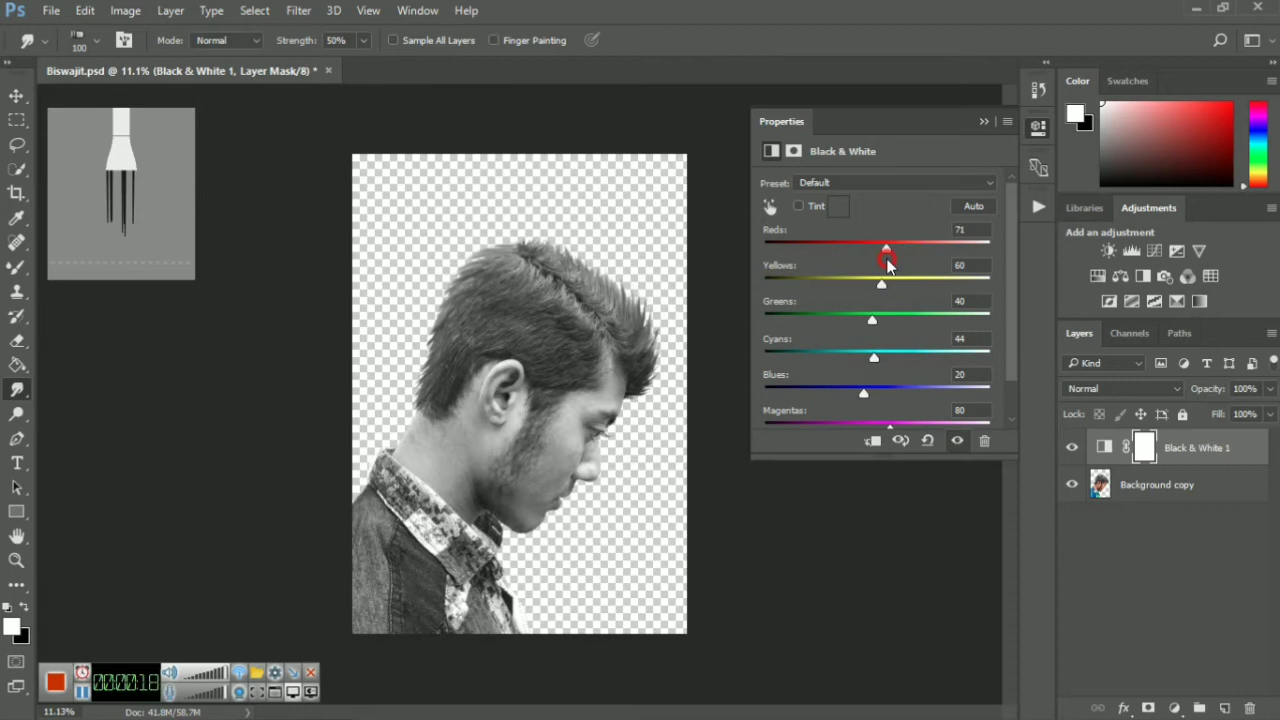 Ps File Edit Image Layer Type Select Filter 3D View Window Help
100 Mode: Normal Strength: 50% Sample All Layers Finger Painting
Biswajit.psd @ 11.1% (Black & White 1, Layer Mask/8) * ×
Properties
Black & White
Preset: Default
Tint Auto
Reds: 71
Yellows: 60
Greens: 40
Cyans: 44
Blues: 20
Magentas: 80
Color Swatches
Libraries Adjustments
Add an adjustment
Layers Channels Paths
Kind
Normal Opacity: 100%
Lock: Fill: 100%
Black & White 1
Background copy
00:00:18
11.13% Doc: 41.8M/58.7M